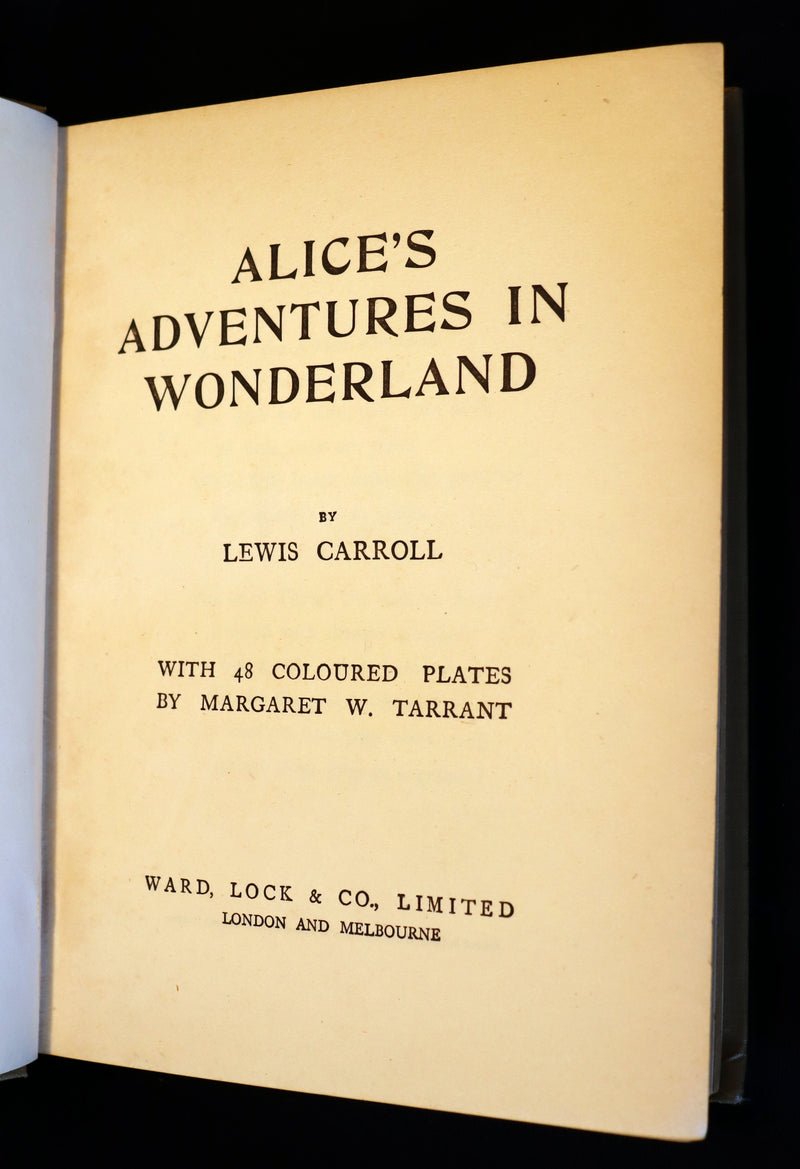 ALICE'S
ADVENTURES IN
WONDERLAND
BY
LEWIS CARROLL
WITH 48 COLOURED PLATES
BY MARGARET W. TARRANT
WARD, LOCK & CO., LIMITED
LONDON AND MELBOURNE